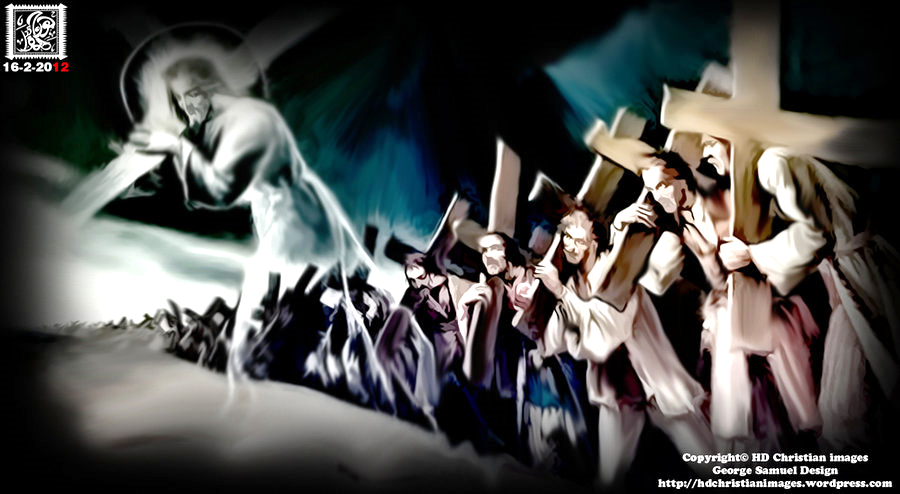 16-2-2012
Copyright© HD Christian images
George Samuel Design
http://hdchristianimages.wordpress.com